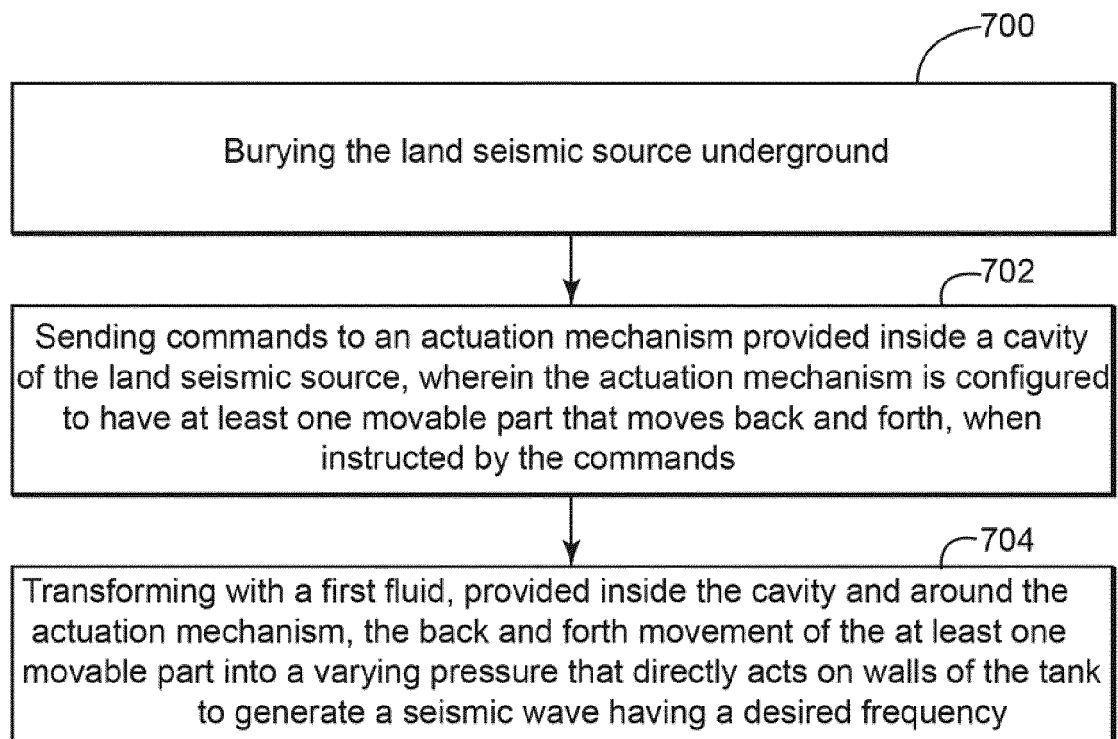 700
Burying the land seismic source underground
702
Sending commands to an actuation mechanism provided inside a cavity
of the land seismic source, wherein the actuation mechanism is configured
to have at least one movable part that moves back and forth, when
instructed by the commands
704
Transforming with a first fluid, provided inside the cavity and around the
actuation mechanism, the back and forth movement of the at least one
movable part into a varying pressure that directly acts on walls of the tank
to generate a seismic wave having a desired frequency